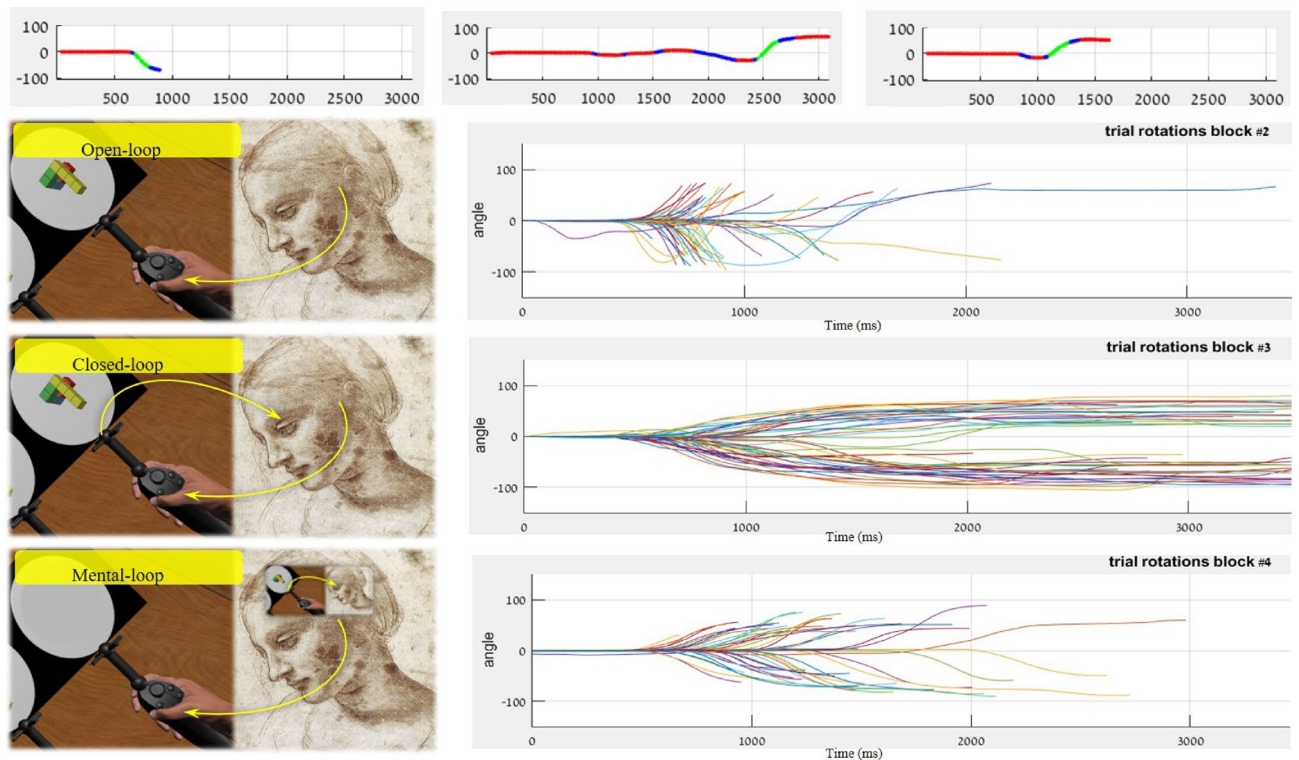 100
0
-100
500 1000 1500 2000 2500 3000
100
0
-100
500 1000 1500 2000 2500 3000
100
0
-100
500 1000 1500 2000 2500 3000
Open-loop
trial rotations block #2
angle
100
0
-100
0 1000 2000 3000
Time (ms)
Closed-loop
trial rotations block #3
angle
100
0
-100
0 1000 2000 3000
Time (ms)
Mental-loop
trial rotations block #4
angle
100
0
-100
0 1000 2000 3000
Time (ms)